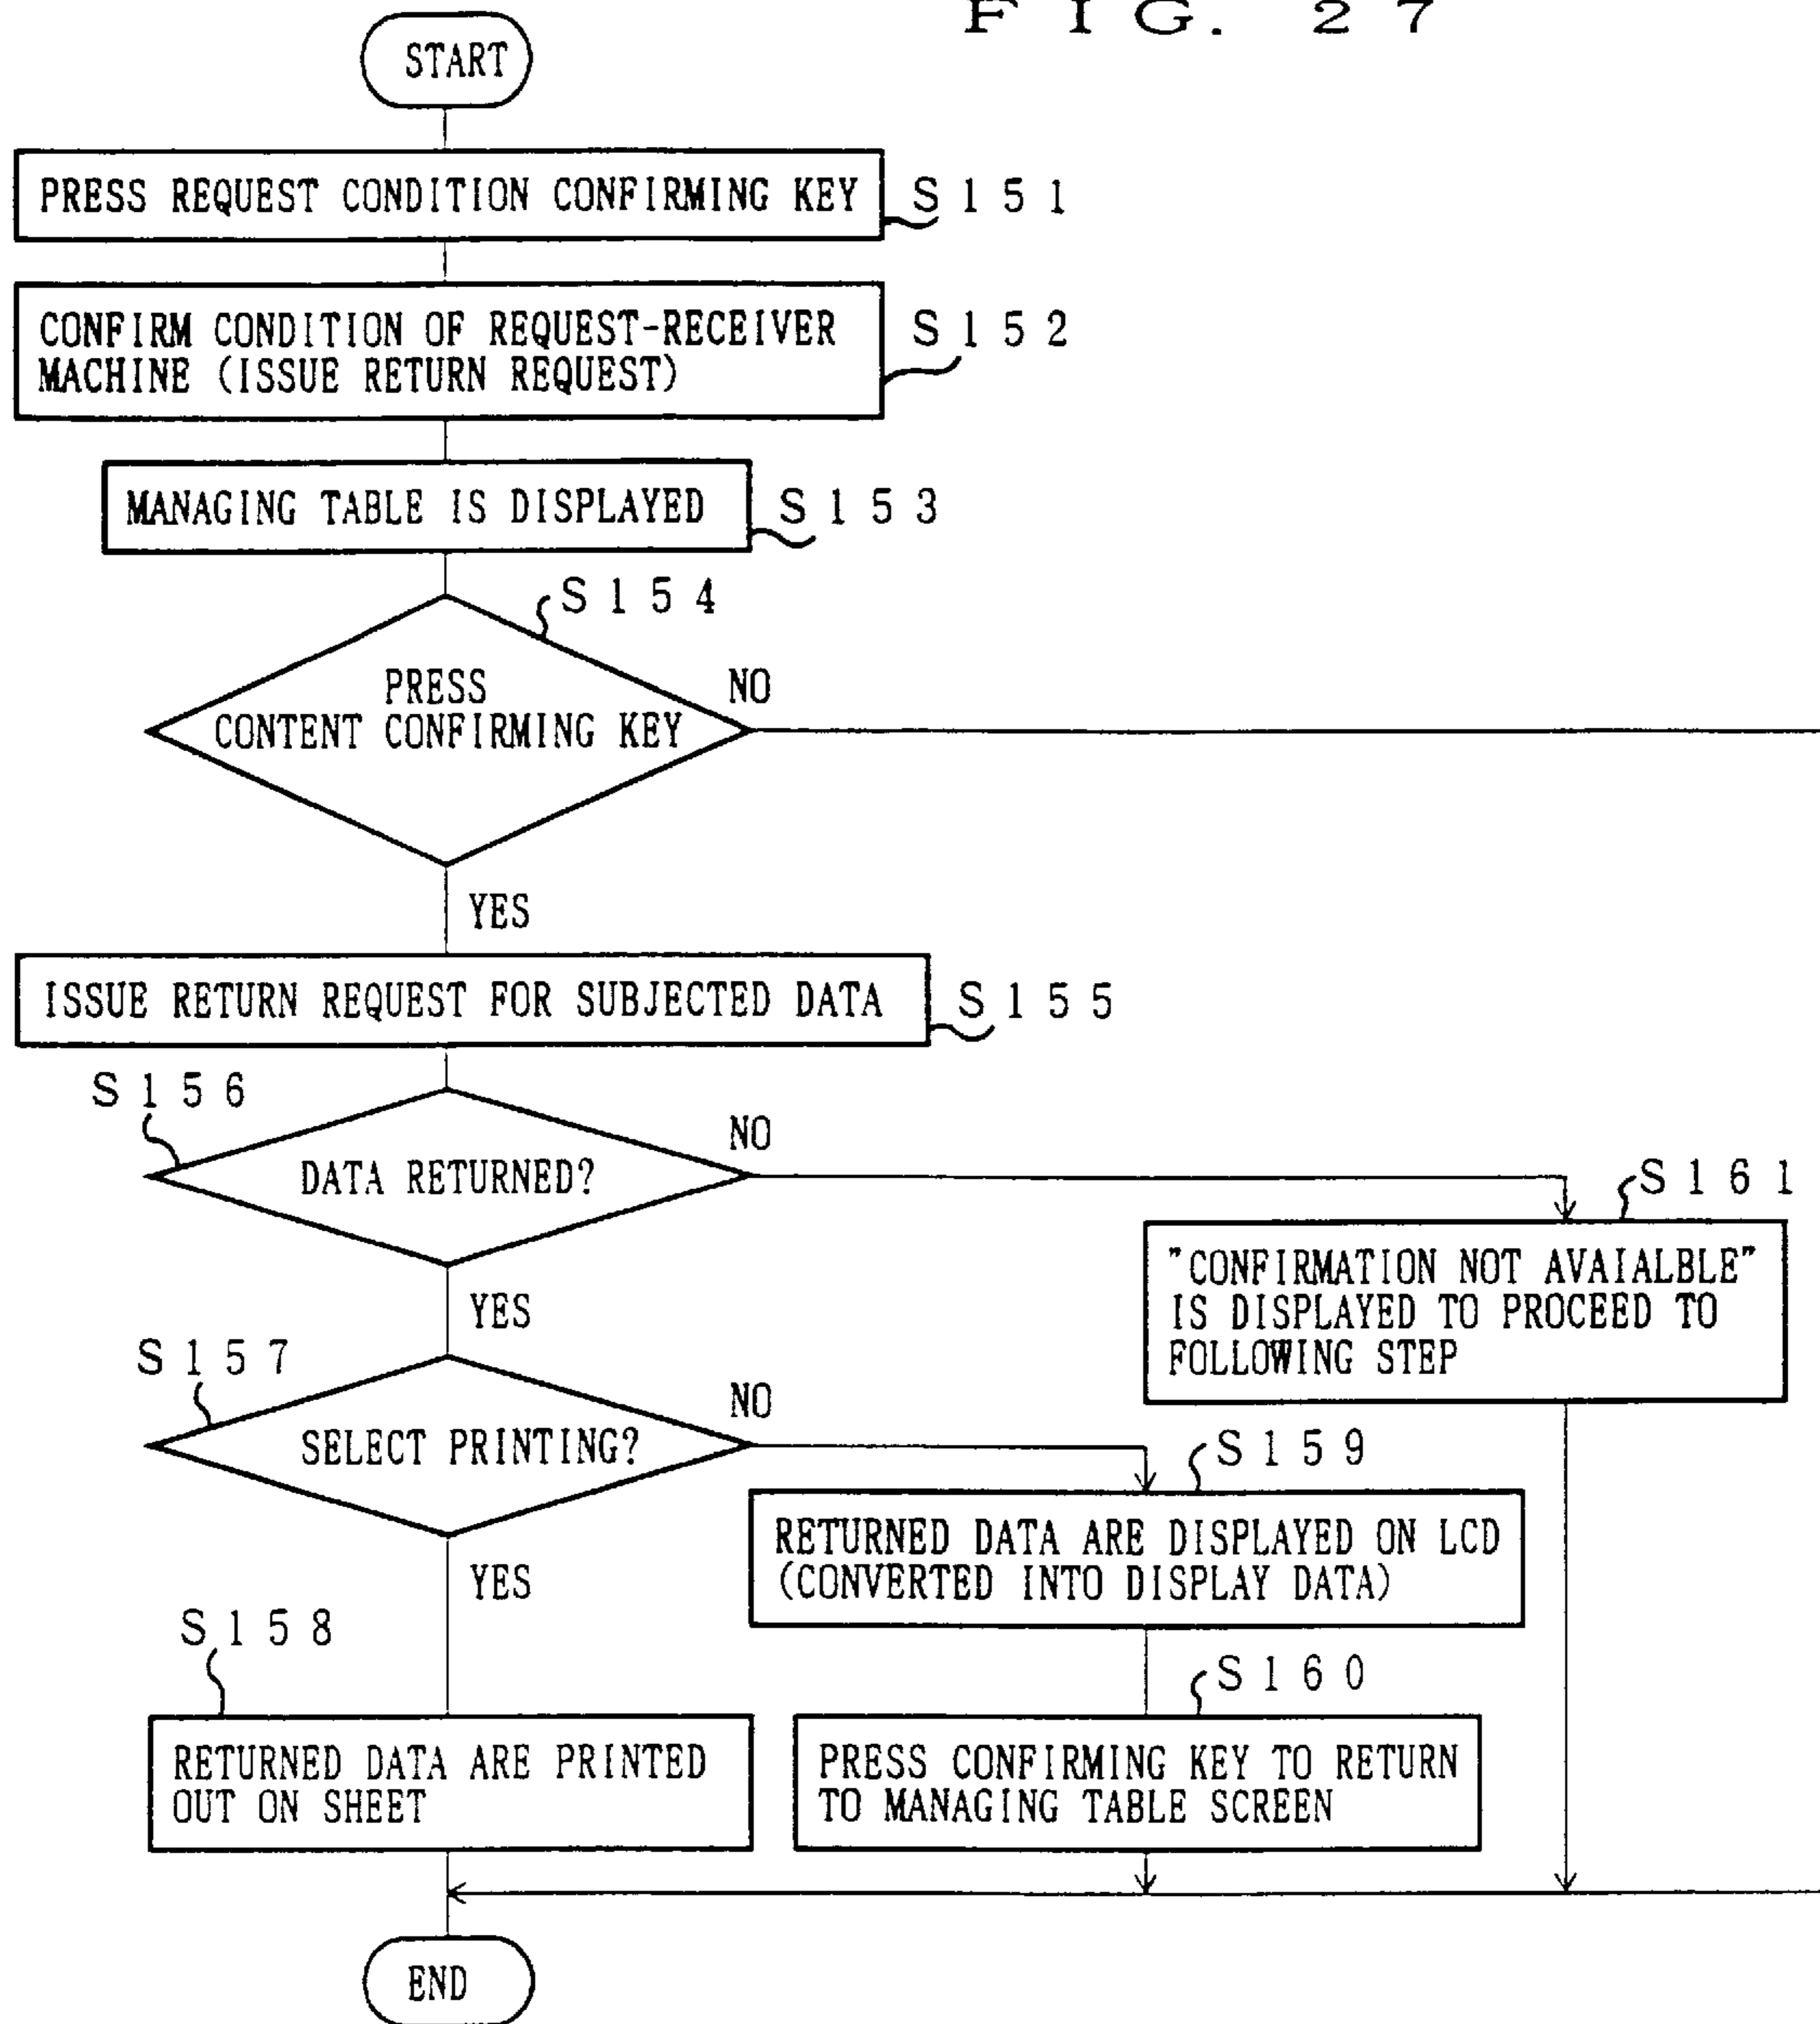 F I G. 2 7
START
PRESS REQUEST CONDITION CONFIRMING KEY
S 1 5 1
CONFIRM CONDITION OF REQUEST-RECEIVER
MACHINE (ISSUE RETURN REQUEST)
S 1 5 2
MANAGING TABLE IS DISPLAYED
S 1 5 3
S 1 5 4
PRESS
CONTENT CONFIRMING KEY
NO
YES
ISSUE RETURN REQUEST FOR SUBJECTED DATA
S 1 5 5
S 1 5 6
DATA RETURNED?
NO
YES
S 1 6 1
"CONFIRMATION NOT AVAIALBLE"
IS DISPLAYED TO PROCEED TO
FOLLOWING STEP
S 1 5 7
SELECT PRINTING?
NO
YES
S 1 5 9
RETURNED DATA ARE DISPLAYED ON LCD
(CONVERTED INTO DISPLAY DATA)
S 1 5 8
RETURNED DATA ARE PRINTED
OUT ON SHEET
S 1 6 0
PRESS CONFIRMING KEY TO RETURN
TO MANAGING TABLE SCREEN
END